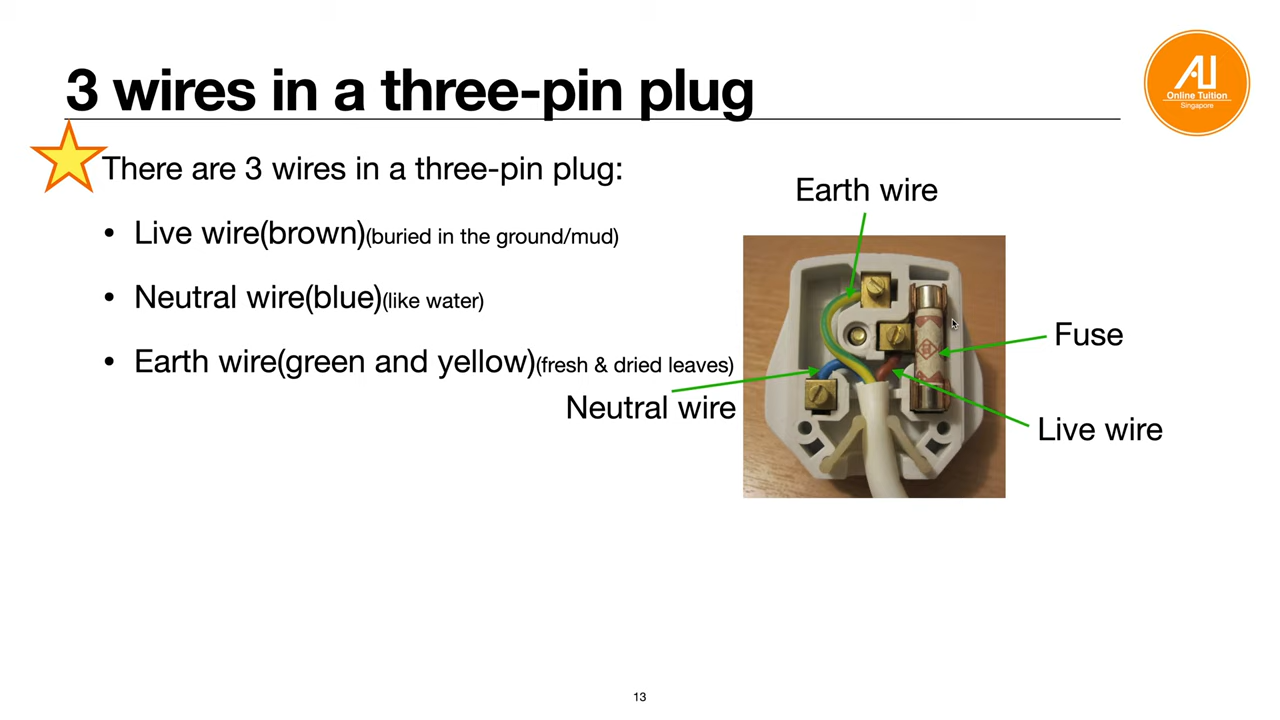 3 wires in a three-pin plug
AU
Online Tuition
Singapore
There are 3 wires in a three-pin plug:
• Live wire(brown)(buried in the ground/mud)
• Neutral wire(blue)(like water)
• Earth wire(green and yellow)(fresh & dried leaves)
Earth wire
Fuse
Neutral wire
Live wire
13